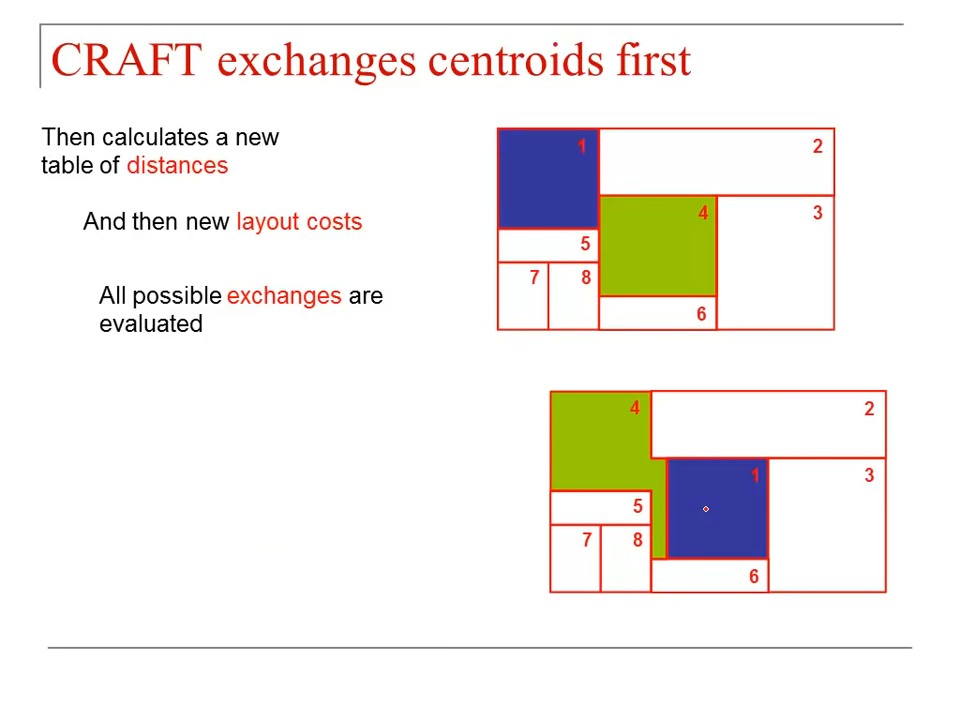 CRAFT exchanges centroids first
Then calculates a new
table of distances
And then new layout costs
All possible exchanges are
evaluated
1
2
4
3
5
7
8
6
4
2
1
3
5
7
8
6